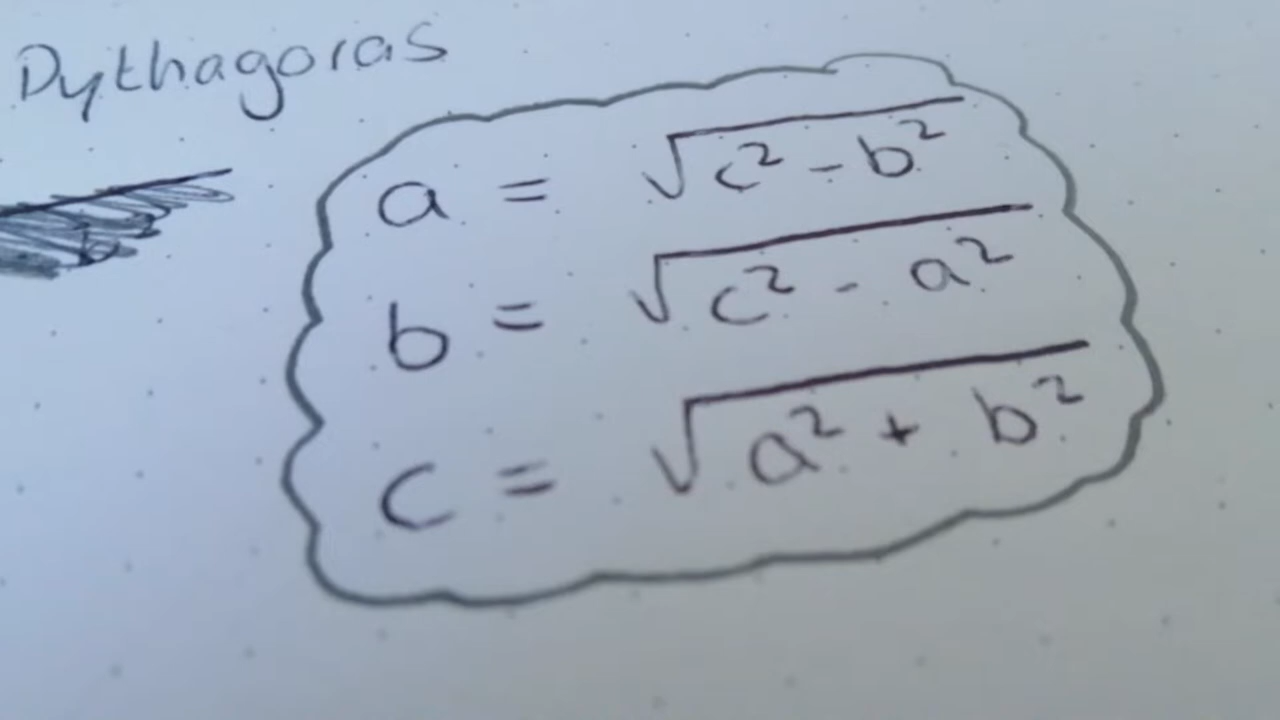 Pythagoras
a = √c² - b²
b = √c² - a²
c = √a² + b²